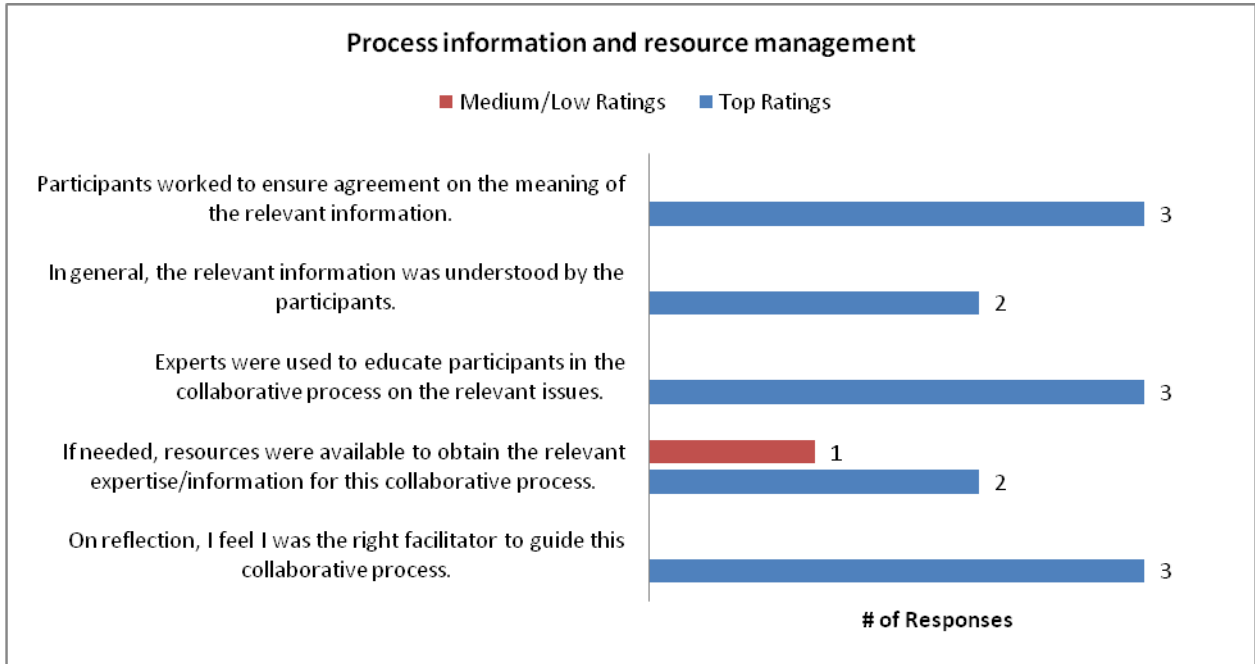 Process information and resource management
Medium/Low Ratings Top Ratings
Participants worked to ensure agreement on the meaning of
the relevant information.
3
In general, the relevant information was understood by the
participants.
2
Experts were used to educate participants in the
collaborative process on the relevant issues.
3
If needed, resources were available to obtain the relevant
expertise/information for this collaborative process.
1
2
On reflection, I feel I was the right facilitator to guide this
collaborative process.
3
# of Responses